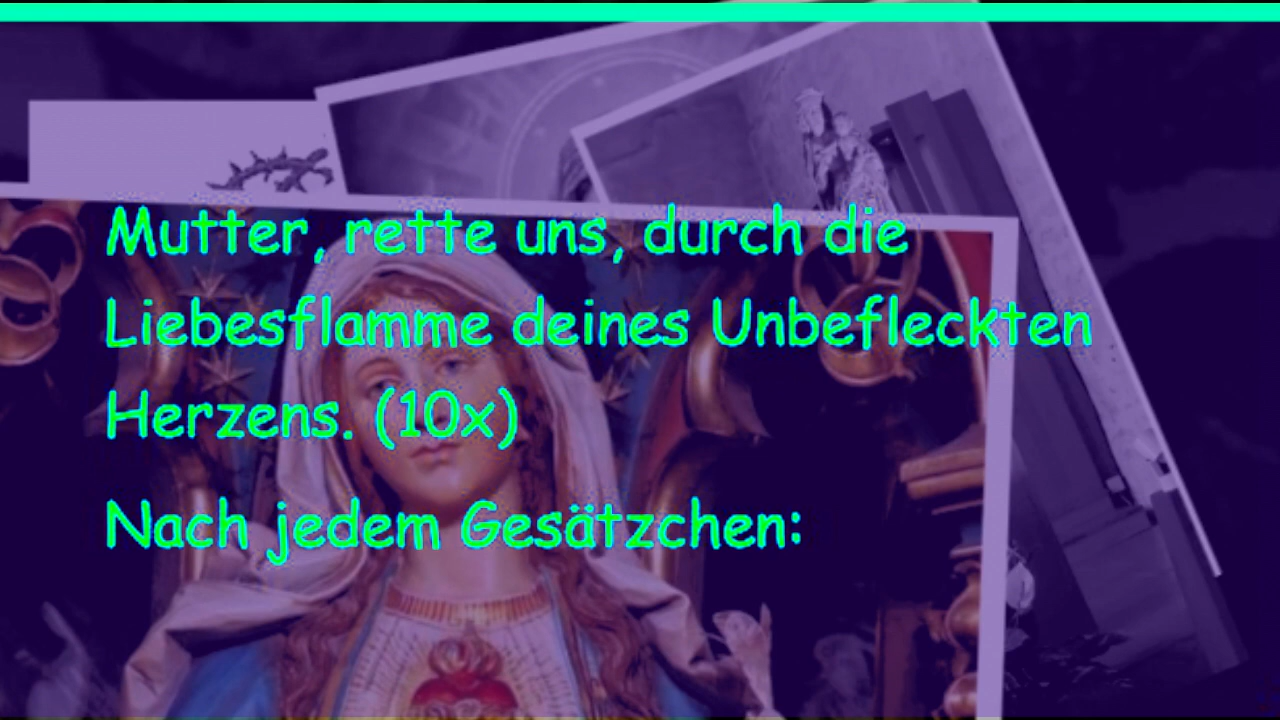 Mutter, rette uns, durch die
Liebesflamme deines Unbefleckten
Herzens. (10x)
Nach jedem Gesätzchen: